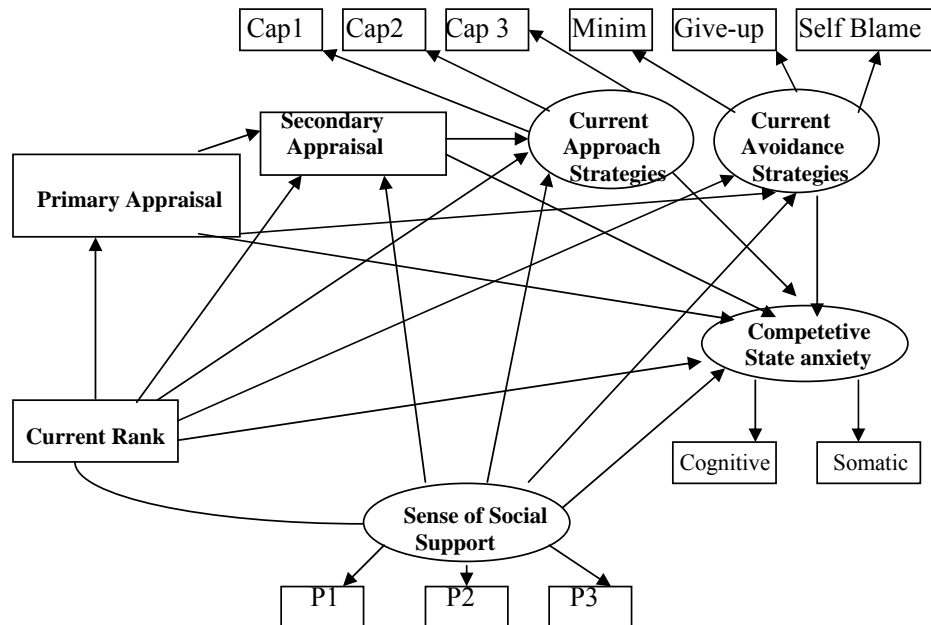 Cap1 Cap2 Cap 3 Minim Give-up Self Blame
Secondary
Appraisal
Current
Approach
Strategies
Current
Avoidance
Strategies
Primary Appraisal
Competetive
State anxiety
Current Rank
Cognitive Somatic
Sense of Social
Support
P1 P2 P3